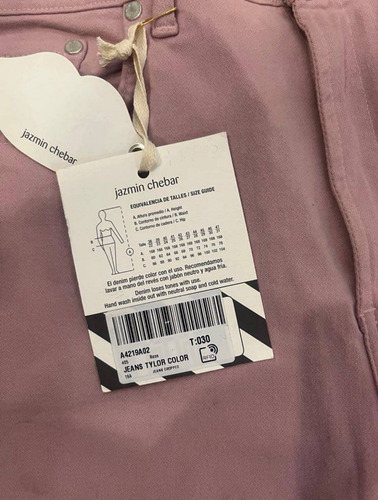 jazmin chebar
jazmin chebar
EQUIVALENCIA DE TALLES / SIZE GUIDE
A. Altura promedio / A. Height
B. Contorno de cintura / B. Waist
C. Contorno de cadera / C. Hip
El denim pierde color con el uso. Recomendamos
lavar a mano del revés con jabón neutro y agua fría.
Denim loses tones with use.
Hand wash inside out with neutral soap and cold water.
A4219A02
T:030
405
Rosa
JEANS TYLOR COLOR
RFID